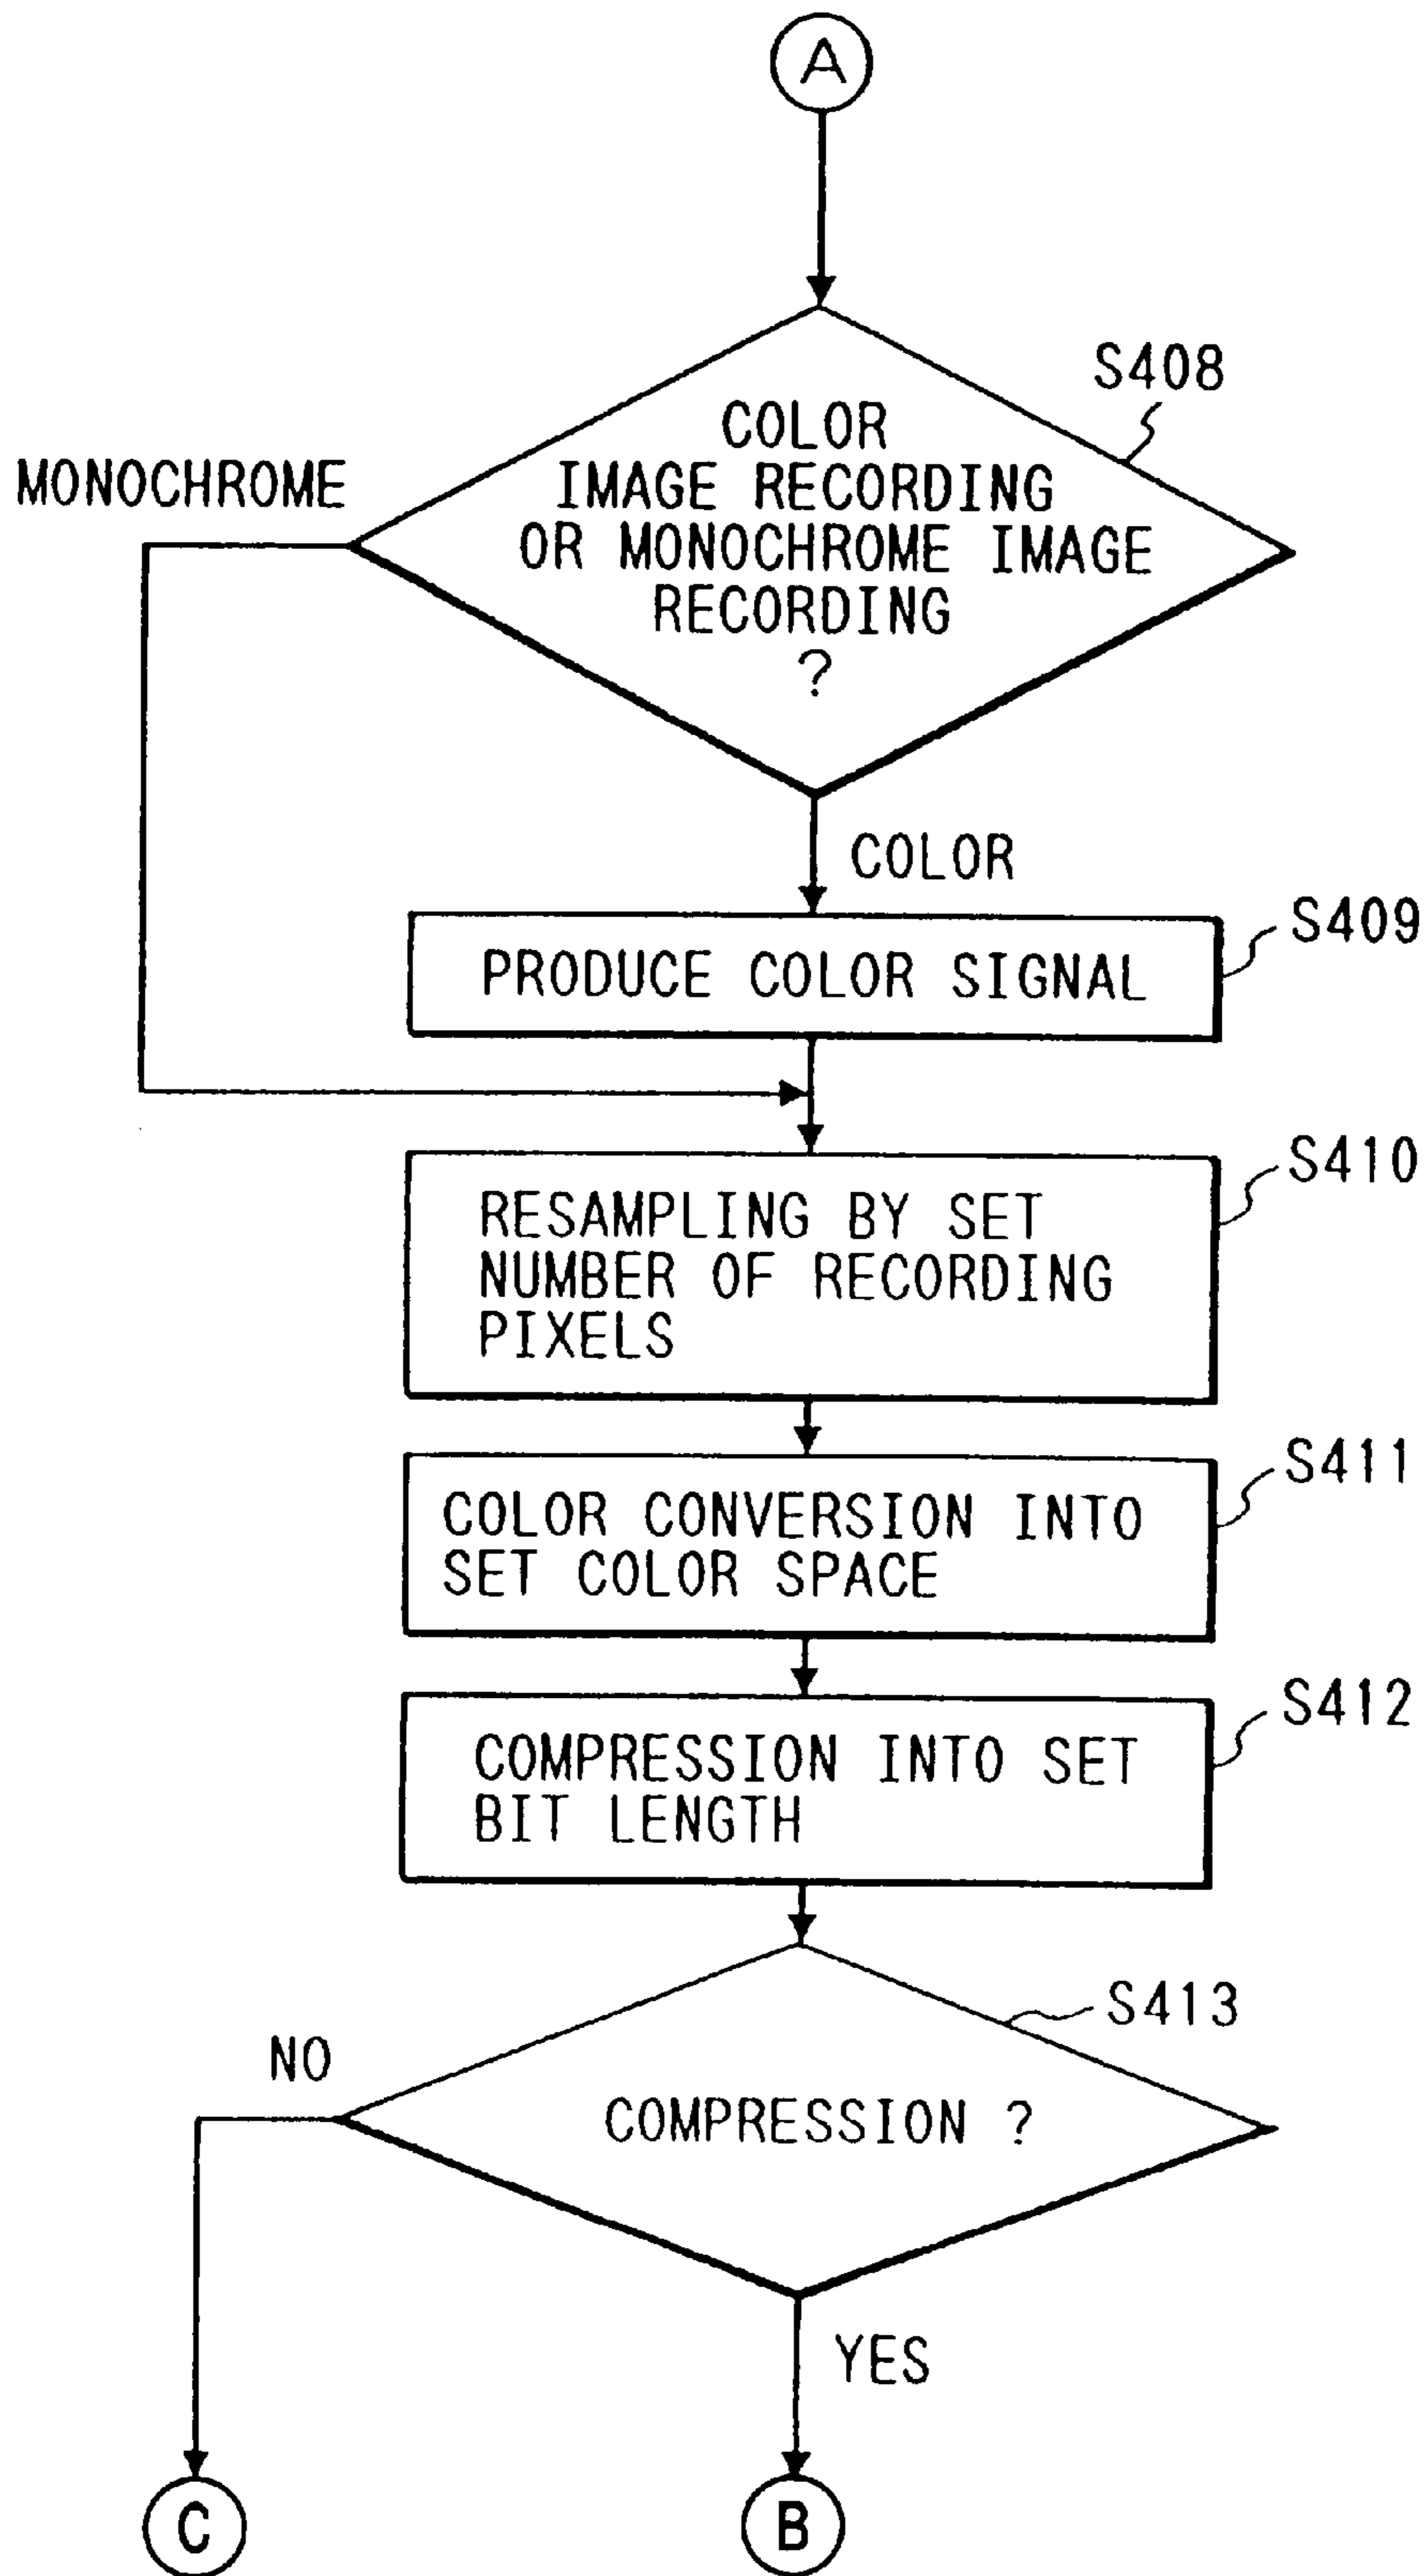 A
S408
COLOR
IMAGE RECORDING
OR MONOCHROME IMAGE
RECORDING
?
MONOCHROME
COLOR
S409
PRODUCE COLOR SIGNAL
S410
RESAMPLING BY SET
NUMBER OF RECORDING
PIXELS
S411
COLOR CONVERSION INTO
SET COLOR SPACE
S412
COMPRESSION INTO SET
BIT LENGTH
S413
NO
COMPRESSION ?
YES
C
B